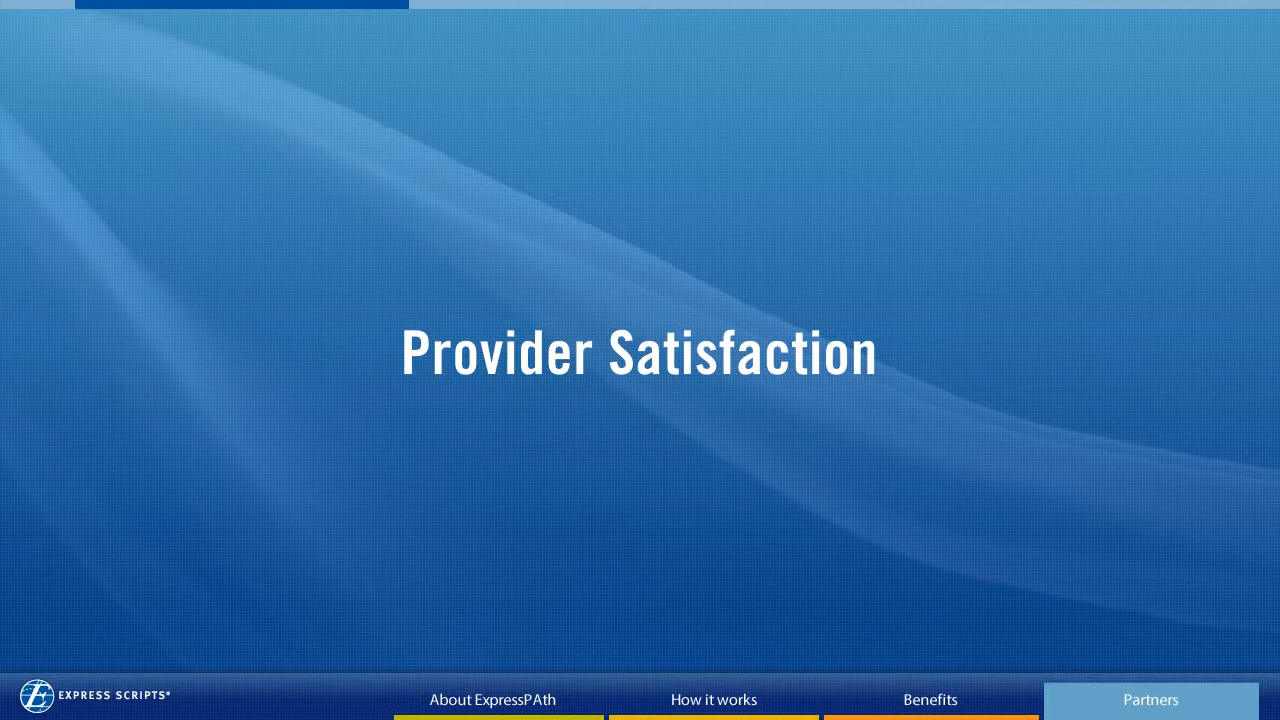 Provider Satisfaction
EXPRESS SCRIPTS®
About ExpressPAth
How it works
Benefits
Partners